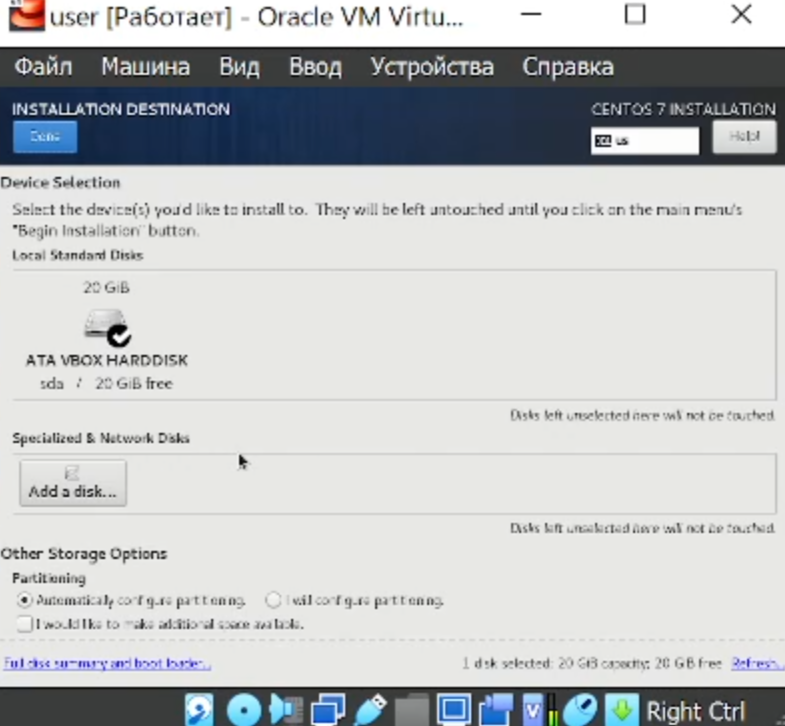 user [Работает] - Oracle VM Virtu...
Файл Машина Вид Ввод Устройства Справка
INSTALLATION DESTINATION
CENTOS 7 INSTALLATION
Done
us
Help!
Device Selection
Select the device(s) you'd like to install to. They will be left untouched until you click on the main menu's
"Begin Installation" button.
Local Standard Disks
20 GiB
ATA VBOX HARDDISK
sda / 20 GiB free
Disks left unselected here will not be touched.
Specialized & Network Disks
Add a disk...
Disks left unselected here will not be touched.
Other Storage Options
Partitioning
Automatically configure partitioning. I will configure partitioning.
I would like to make additional space available.
Full disk summary and boot loader...
1 disk selected; 20 GiB capacity; 20 GiB free Refresh...
Right Ctrl